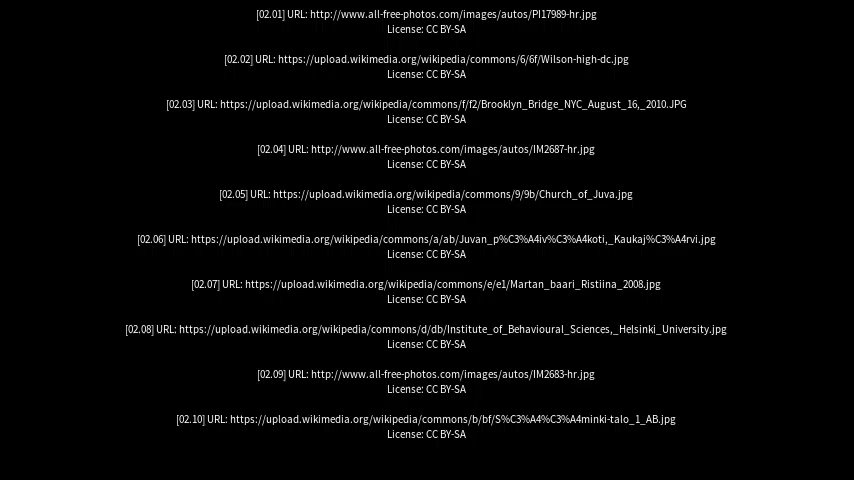 [02.01] URL: http://www.all-free-photos.com/images/autos/PI17989-hr.jpg
License: CC BY-SA
[02.02] URL: https://upload.wikimedia.org/wikipedia/commons/6/6f/Wilson-high-dc.jpg
License: CC BY-SA
[02.03] URL: https://upload.wikimedia.org/wikipedia/commons/f/f2/Brooklyn_Bridge_NYC_August_16,_2010.JPG
License: CC BY-SA
[02.04] URL: http://www.all-free-photos.com/images/autos/IM2687-hr.jpg
License: CC BY-SA
[02.05] URL: https://upload.wikimedia.org/wikipedia/commons/9/9b/Church_of_Juva.jpg
License: CC BY-SA
[02.06] URL: https://upload.wikimedia.org/wikipedia/commons/a/ab/Juvan_p%C3%A4iv%C3%A4koti,_Kaukaj%C3%A4rvi.jpg
License: CC BY-SA
[02.07] URL: https://upload.wikimedia.org/wikipedia/commons/e/e1/Martan_baari_Ristiina_2008.jpg
License: CC BY-SA
[02.08] URL: https://upload.wikimedia.org/wikipedia/commons/d/db/Institute_of_Behavioural_Sciences,_Helsinki_University.jpg
License: CC BY-SA
[02.09] URL: http://www.all-free-photos.com/images/autos/IM2683-hr.jpg
License: CC BY-SA
[02.10] URL: https://upload.wikimedia.org/wikipedia/commons/b/bf/S%C3%A4%C3%A4minki-talo_1_AB.jpg
License: CC BY-SA